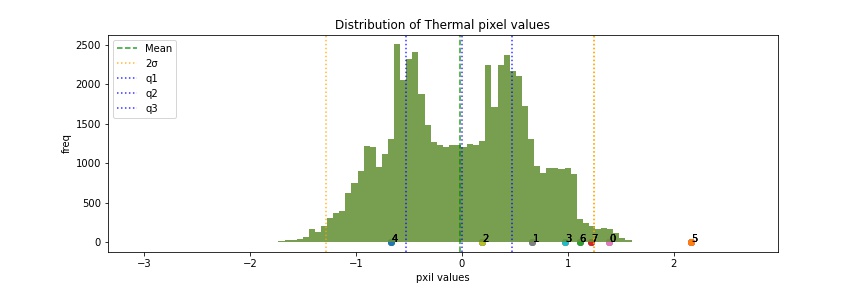 Distribution of Thermal pixel values
2500
2000
1500
1000
500
0
freq
Mean
2σ
q1
q2
q3
4 2 1 3 6 7 0 5
−3 −2 −1 0 1 2
pxil values